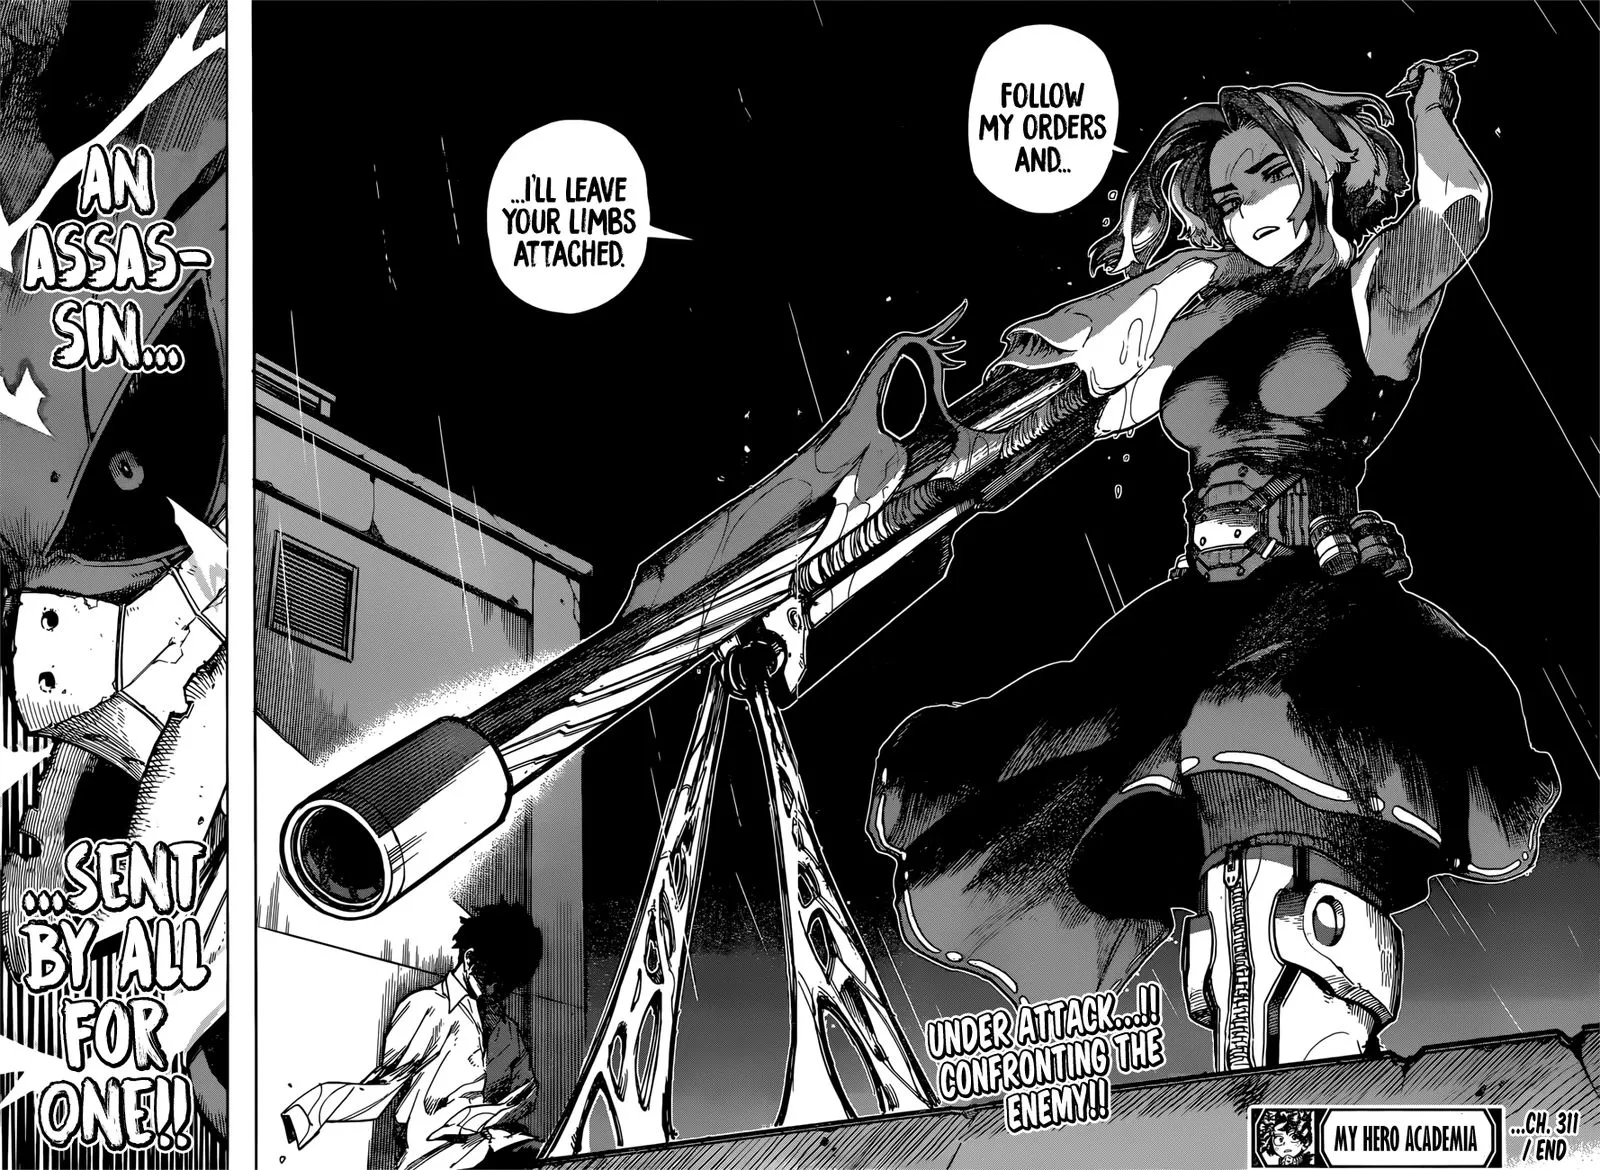 AN
ASSAS-
SIN...
...SENT
BY ALL
FOR
ONE!!
FOLLOW
MY ORDERS
AND...
...I'LL LEAVE
YOUR LIMBS
ATTACHED.
UNDER ATTACK...!!
CONFRONTING THE
ENEMY!!
MY HERO ACADEMIA
...CH. 311
/ END